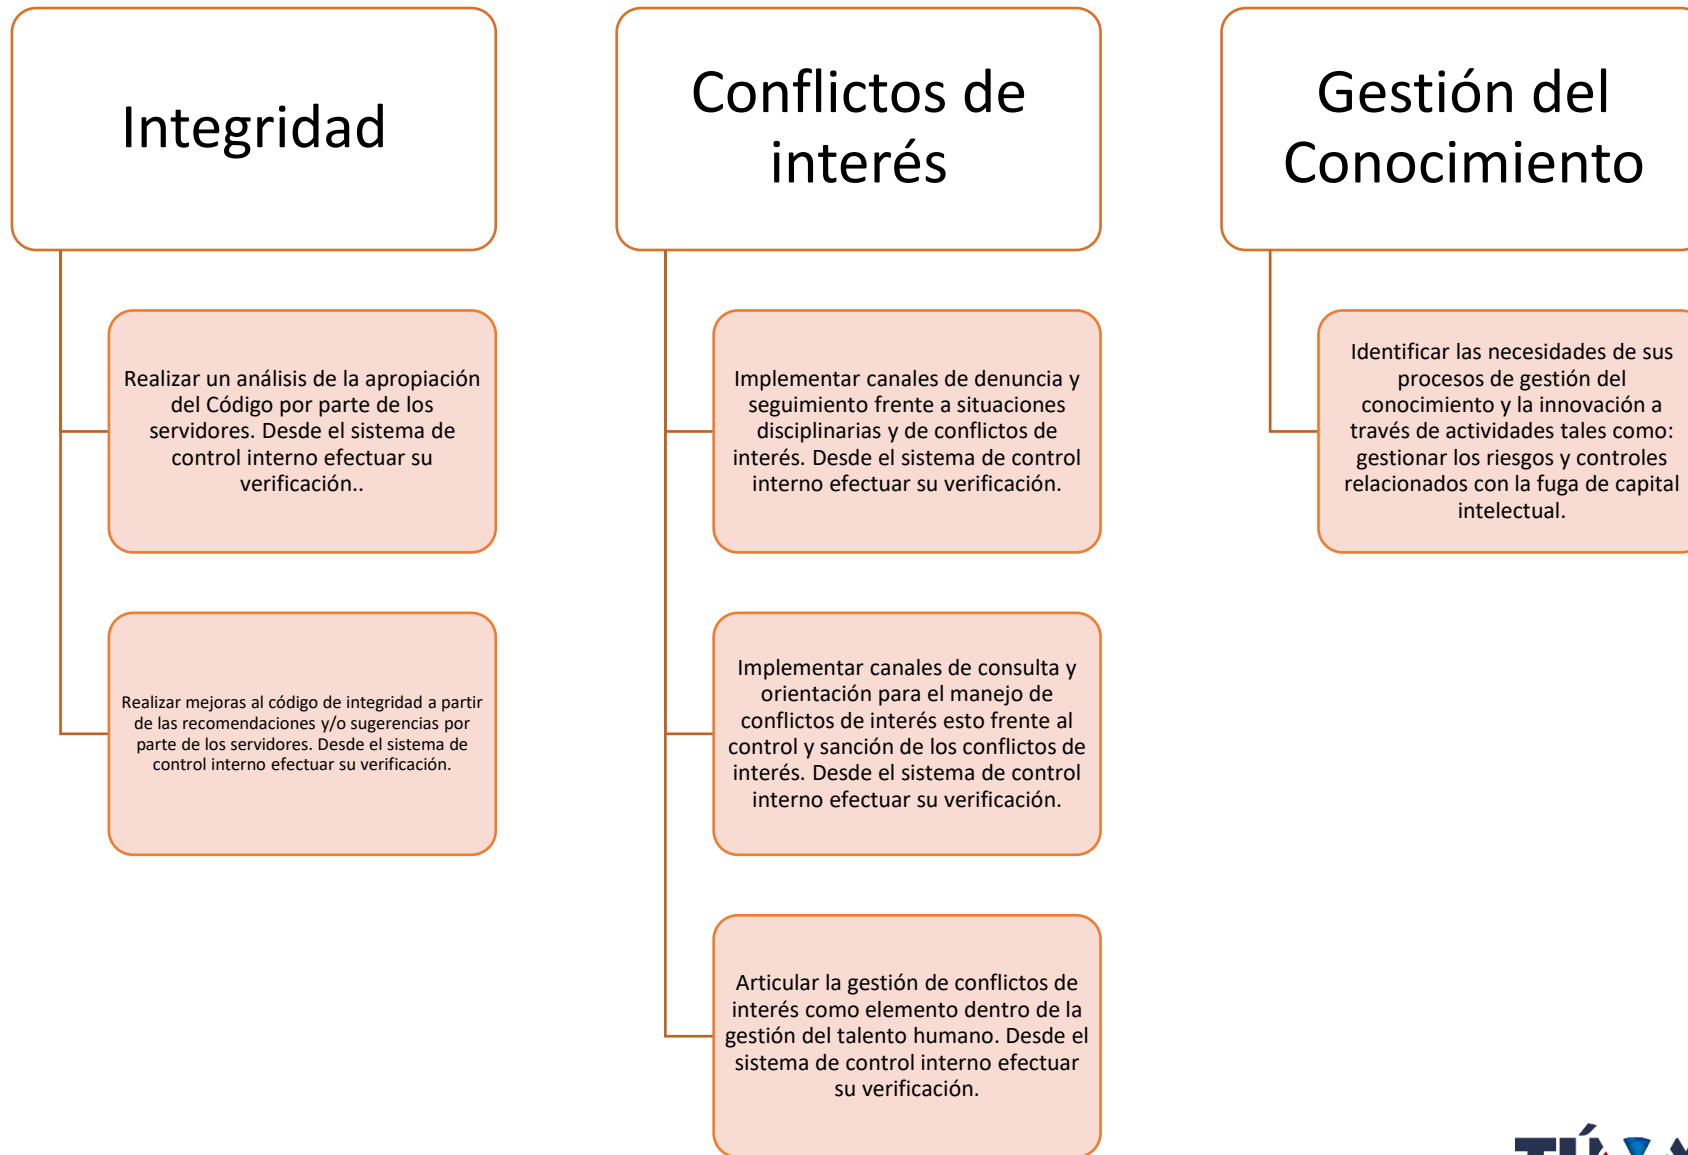 Integridad
Realizar un análisis de la apropiación
del Código por parte de los
servidores. Desde el sistema de
control interno efectuar su
verificación..
Realizar mejoras al código de integridad a partir
de las recomendaciones y/o sugerencias por
parte de los servidores. Desde el sistema de
control interno efectuar su verificación.
Conflictos de
interés
Implementar canales de denuncia y
seguimiento frente a situaciones
disciplinarias y de conflictos de
interés. Desde el sistema de control
interno efectuar su verificación.
Implementar canales de consulta y
orientación para el manejo de
conflictos de interés esto frente al
control y sanción de los conflictos de
interés. Desde el sistema de control
interno efectuar su verificación.
Articular la gestión de conflictos de
interés como elemento dentro de la
gestión del talento humano. Desde el
sistema de control interno efectuar
su verificación.
Gestión del
Conocimiento
Identificar las necesidades de sus
procesos de gestión del
conocimiento y la innovación a
través de actividades tales como:
gestionar los riesgos y controles
relacionados con la fuga de capital
intelectual.